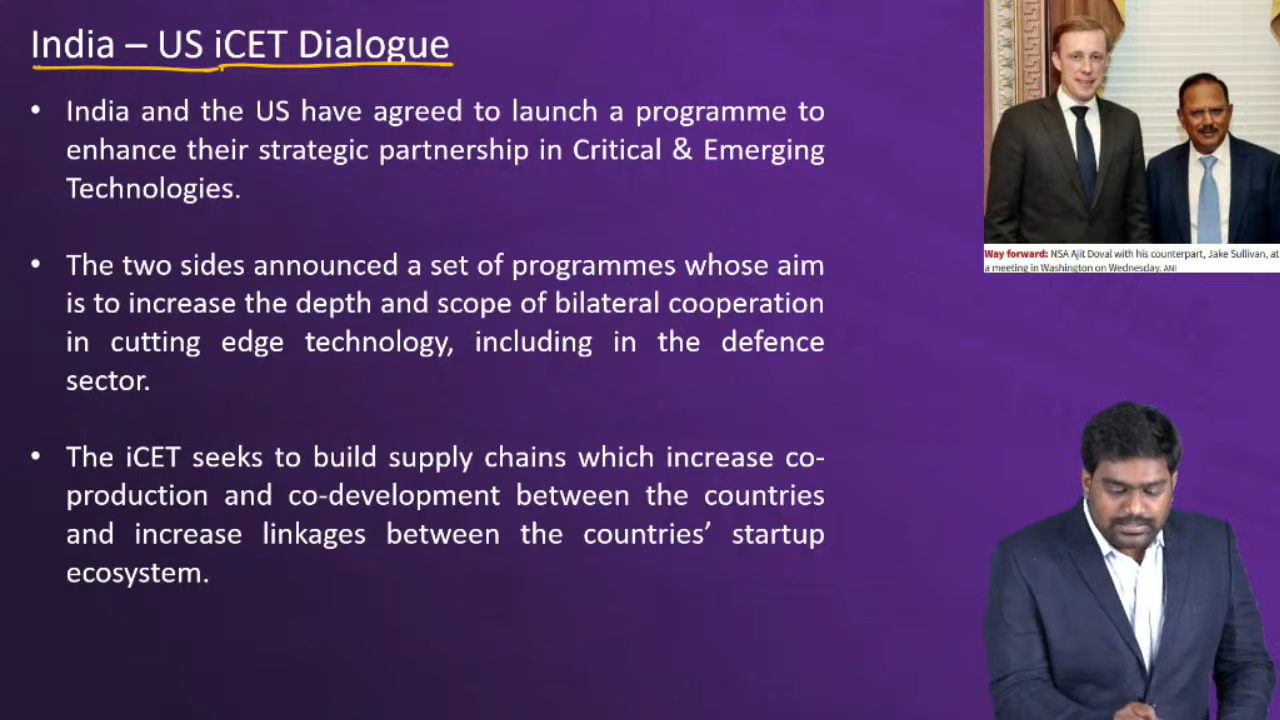 India – US iCET Dialogue
• India and the US have agreed to launch a programme to
enhance their strategic partnership in Critical & Emerging
Technologies.
• The two sides announced a set of programmes whose aim
is to increase the depth and scope of bilateral cooperation
in cutting edge technology, including in the defence
sector.
• The iCET seeks to build supply chains which increase co-
production and co-development between the countries
and increase linkages between the countries’ startup
ecosystem.
Way forward: NSA Ajit Doval with his counterpart, Jake Sullivan, at
a meeting in Washington on Wednesday. ANI